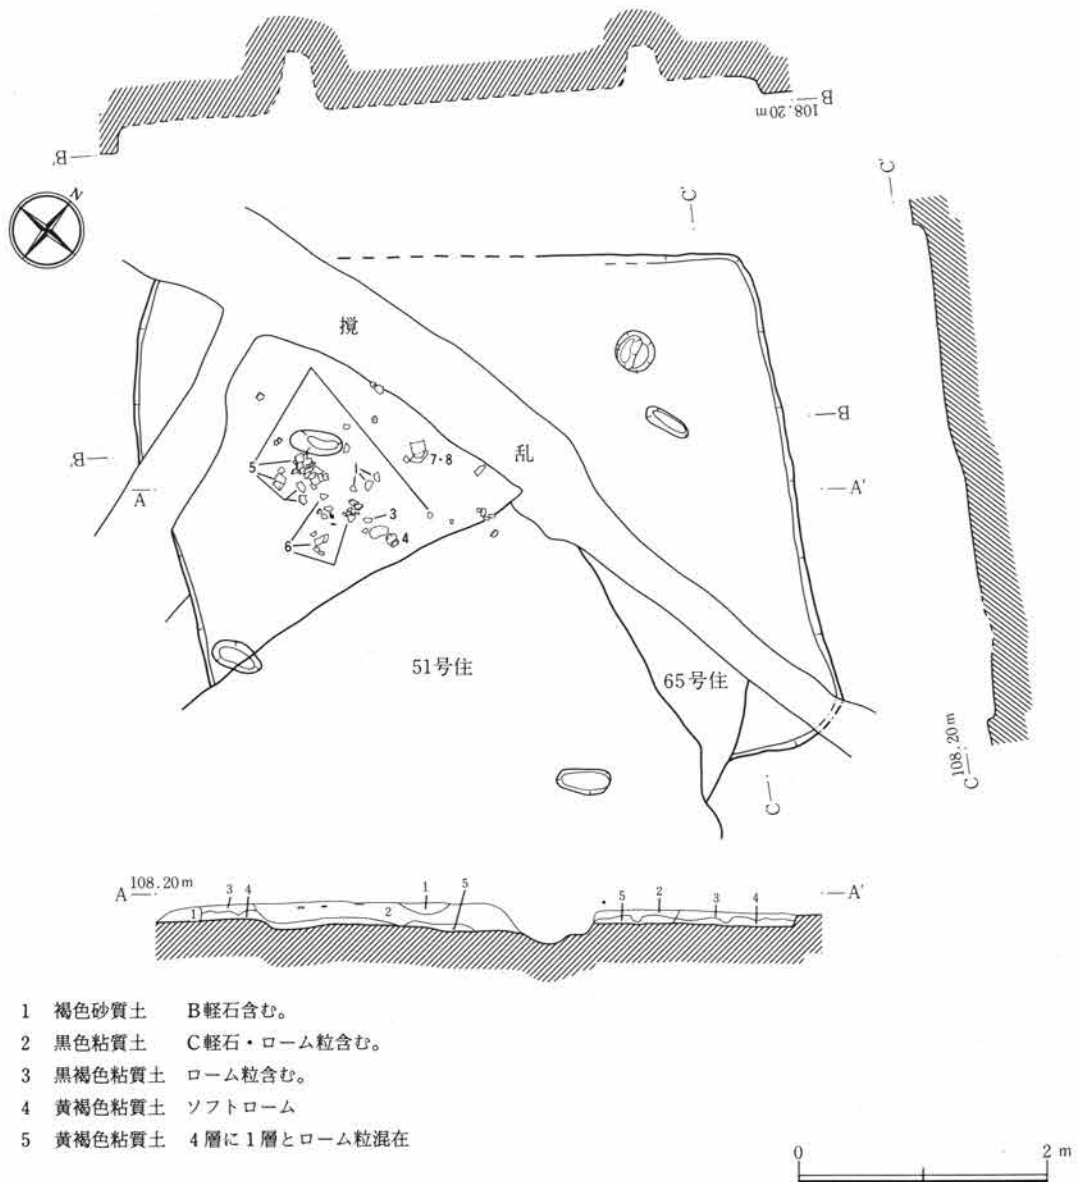 B
108.20m
B'
N
C'
C'
撹
乱
B
B'
A
A'
5
1
7・8
3
4
6
51号住
65号住
108.20m
C
C
A 108.20m
A'
3 4 1 5 5 2 3 4
1 2
1 褐色砂質土 B軽石含む。
2 黒色粘質土 C軽石・ローム粒含む。
3 黒褐色粘質土 ローム粒含む。
4 黄褐色粘質土 ソフトローム
5 黄褐色粘質土 4層に1層とローム粒混在
0 2 m